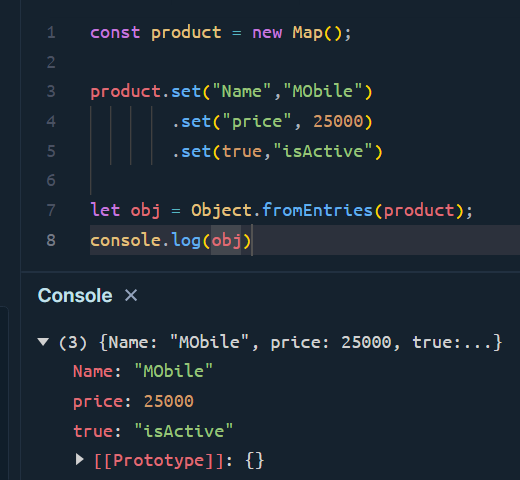 1 const product = new Map();
2
3 product.set("Name","MObile")
4 .set("price", 25000)
5 .set(true,"isActive")
6
7 let obj = Object.fromEntries(product);
8 console.log(obj)
Console ×
▼ (3) {Name: "MObile", price: 25000, true:...}
Name: "MObile"
price: 25000
true: "isActive"
▶ [[Prototype]]: {}